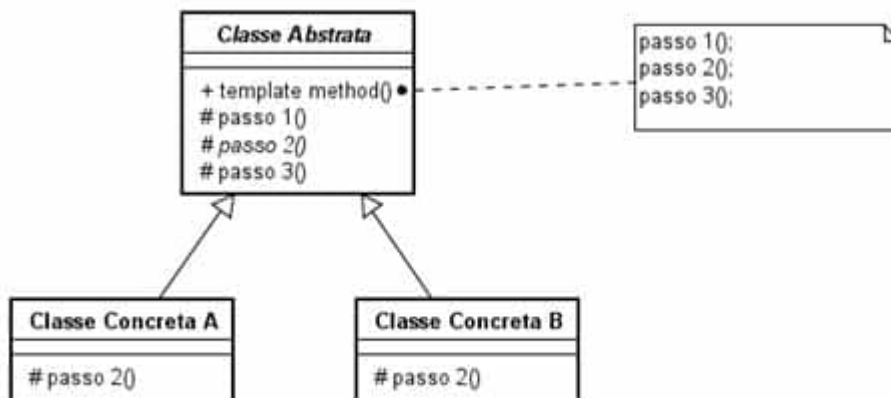 Classe Abstrata
+ template method()
# passo 1()
# passo 2()
# passo 3()
passo 1();
passo 2();
passo 3();
Classe Concreta A
# passo 2()
Classe Concreta B
# passo 2()